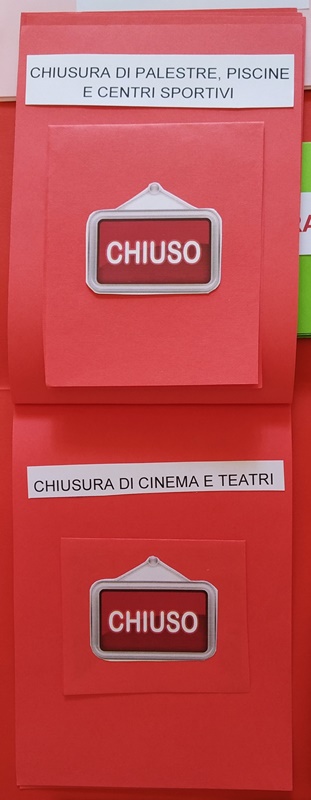 CHIUSURA DI PALESTRE, PISCINE
E CENTRI SPORTIVI
CHIUSO
CHIUSURA DI CINEMA E TEATRI
CHIUSO